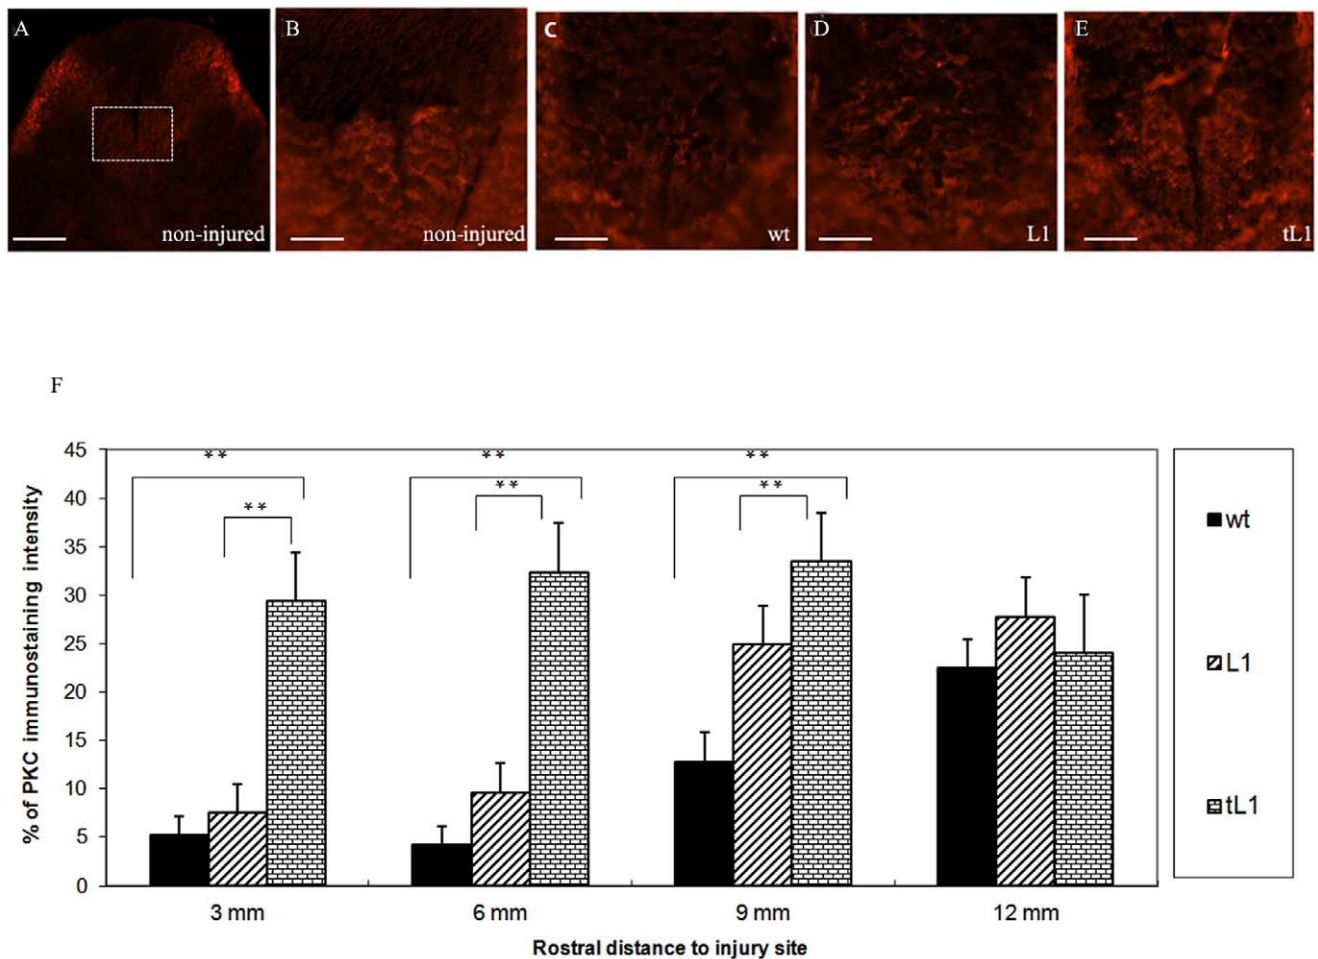 A
B
C
D
E
non-injured
non-injured
wt
L1
tL1
F
% of PKC immunostaining intensity
45
40
35
30
25
20
15
10
5
0
** ** **
** ** **
3 mm 6 mm 9 mm 12 mm
Rostral distance to injury site
wt
L1
tL1